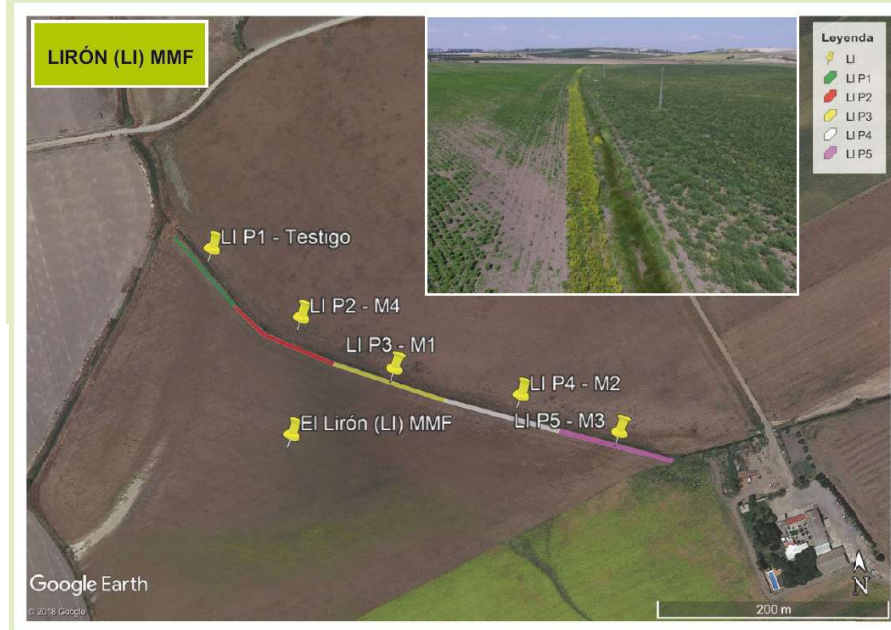 LIRÓN (LI) MMF
Leyenda
LI
LI P1
LI P2
LI P3
LI P4
LI P5
LI P1 - Testigo
LI P2 - M4
LI P3 - M1
LI P4 - M2
LI P5 - M3
El Lirón (LI) MMF
Google Earth
© 2018 Google
N
200 m